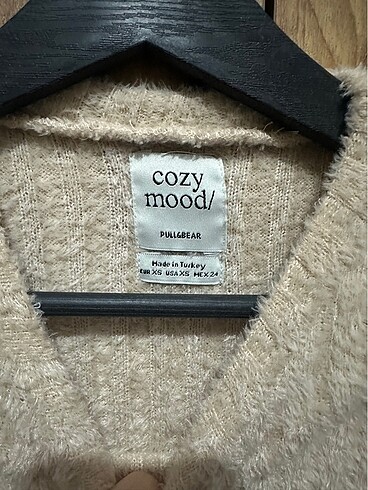 cozy
mood/
PULL&BEAR
Made in Turkey
EUR XS USA XS MEX 24